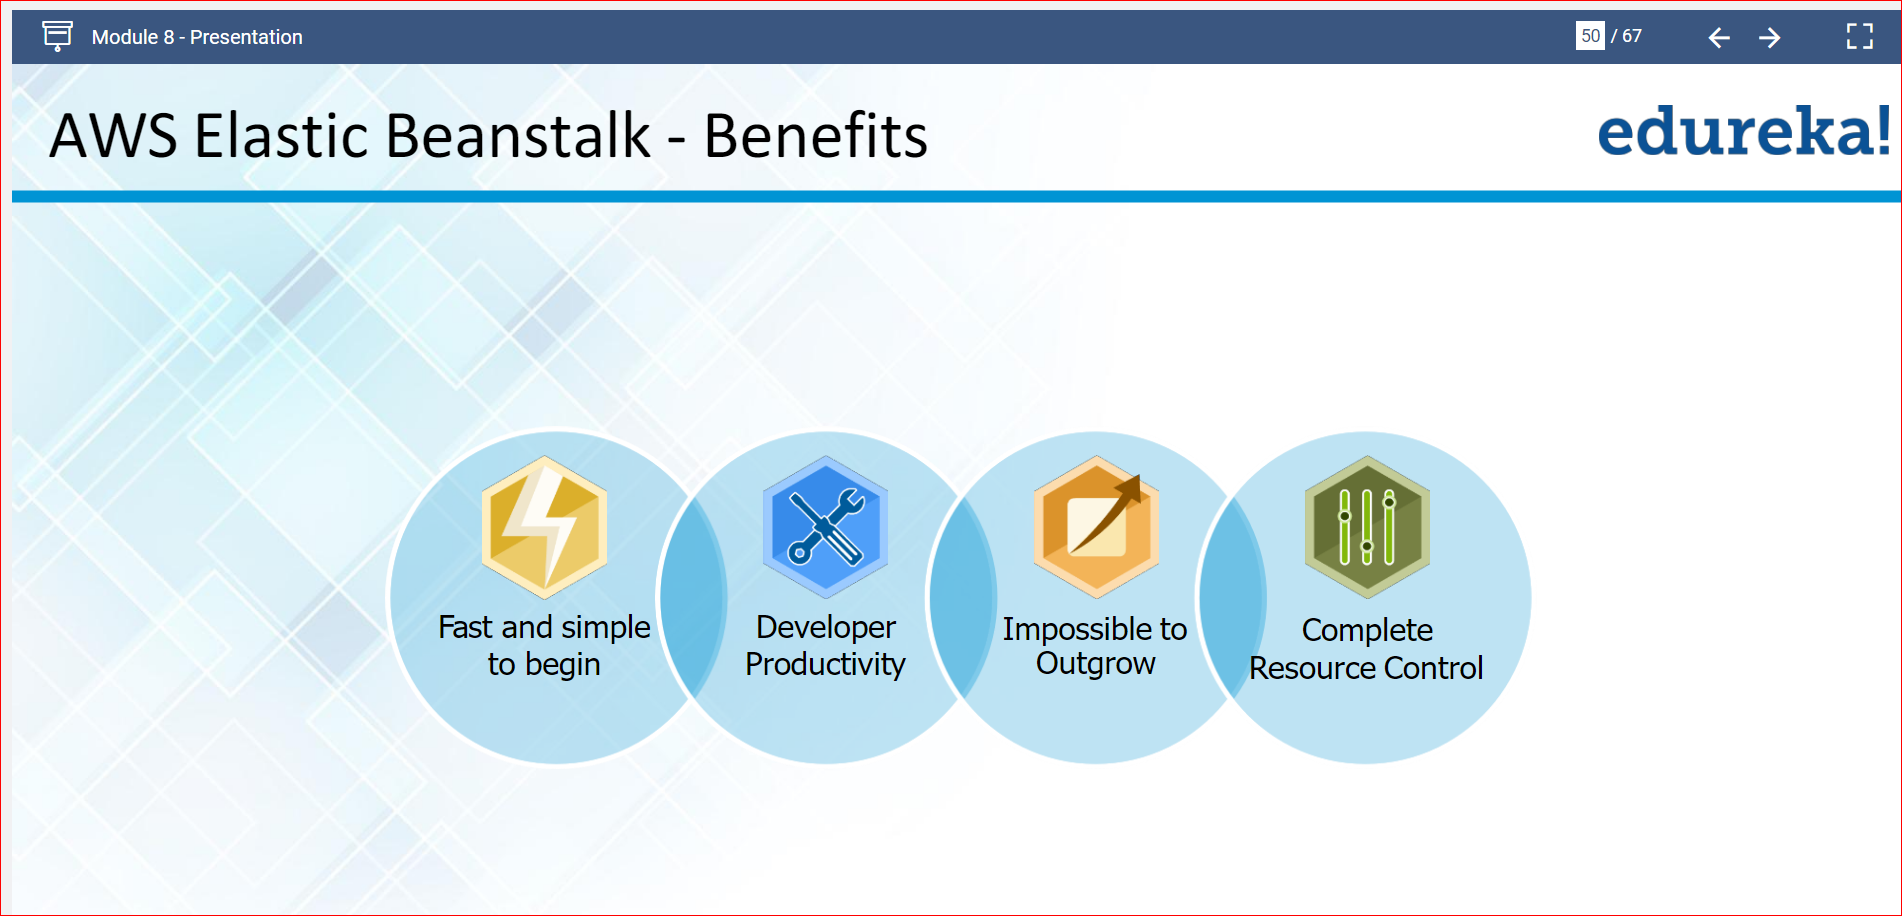 Module 8 - Presentation
50 / 67
AWS Elastic Beanstalk - Benefits
edureka!
Fast and simple
to begin
Developer
Productivity
Impossible to
Outgrow
Complete
Resource Control